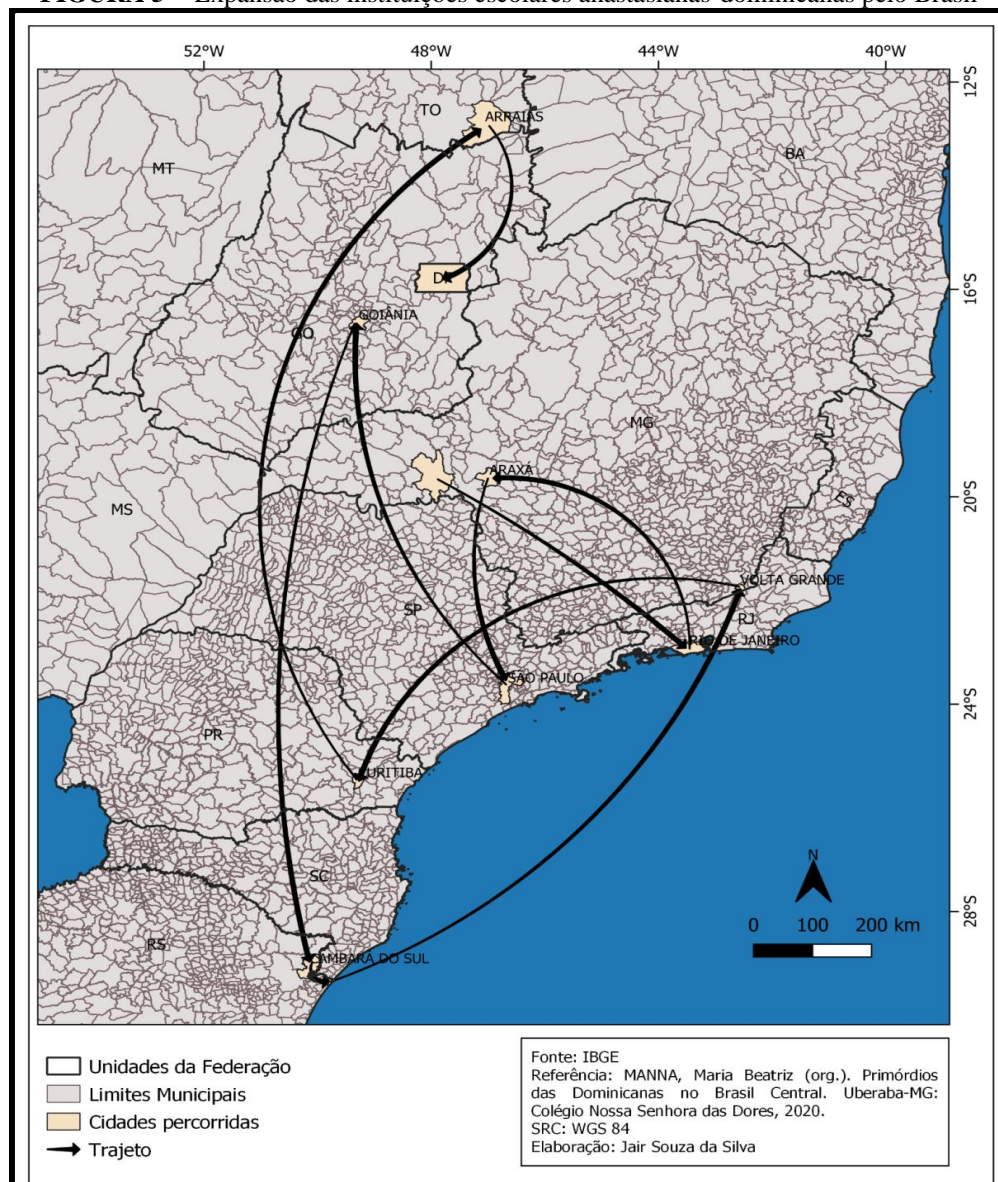 FIGURA 3 – Expansão das instituições escolares anastasianas-dominicanas pelo Brasil
52°W 48°W 44°W 40°W
12°S
TO
ARRAIAS
BA
MT
D
16°S
GOIÂNIA
GO
MG
ARAXÁ
20°S
MS
ES
VOLTA GRANDE
SP
RJ
RIO DE JANEIRO
SÃO PAULO
24°S
PR
CURITIBA
N
SC
28°S
0 100 200 km
RS
CAMBARÁ DO SUL
Unidades da Federação
Limites Municipais
Cidades percorridas
Trajeto
Fonte: IBGE
Referência: MANNA, Maria Beatriz (org.). Primórdios
das Dominicanas no Brasil Central. Uberaba-MG:
Colégio Nossa Senhora das Dores, 2020.
SRC: WGS 84
Elaboração: Jair Souza da Silva